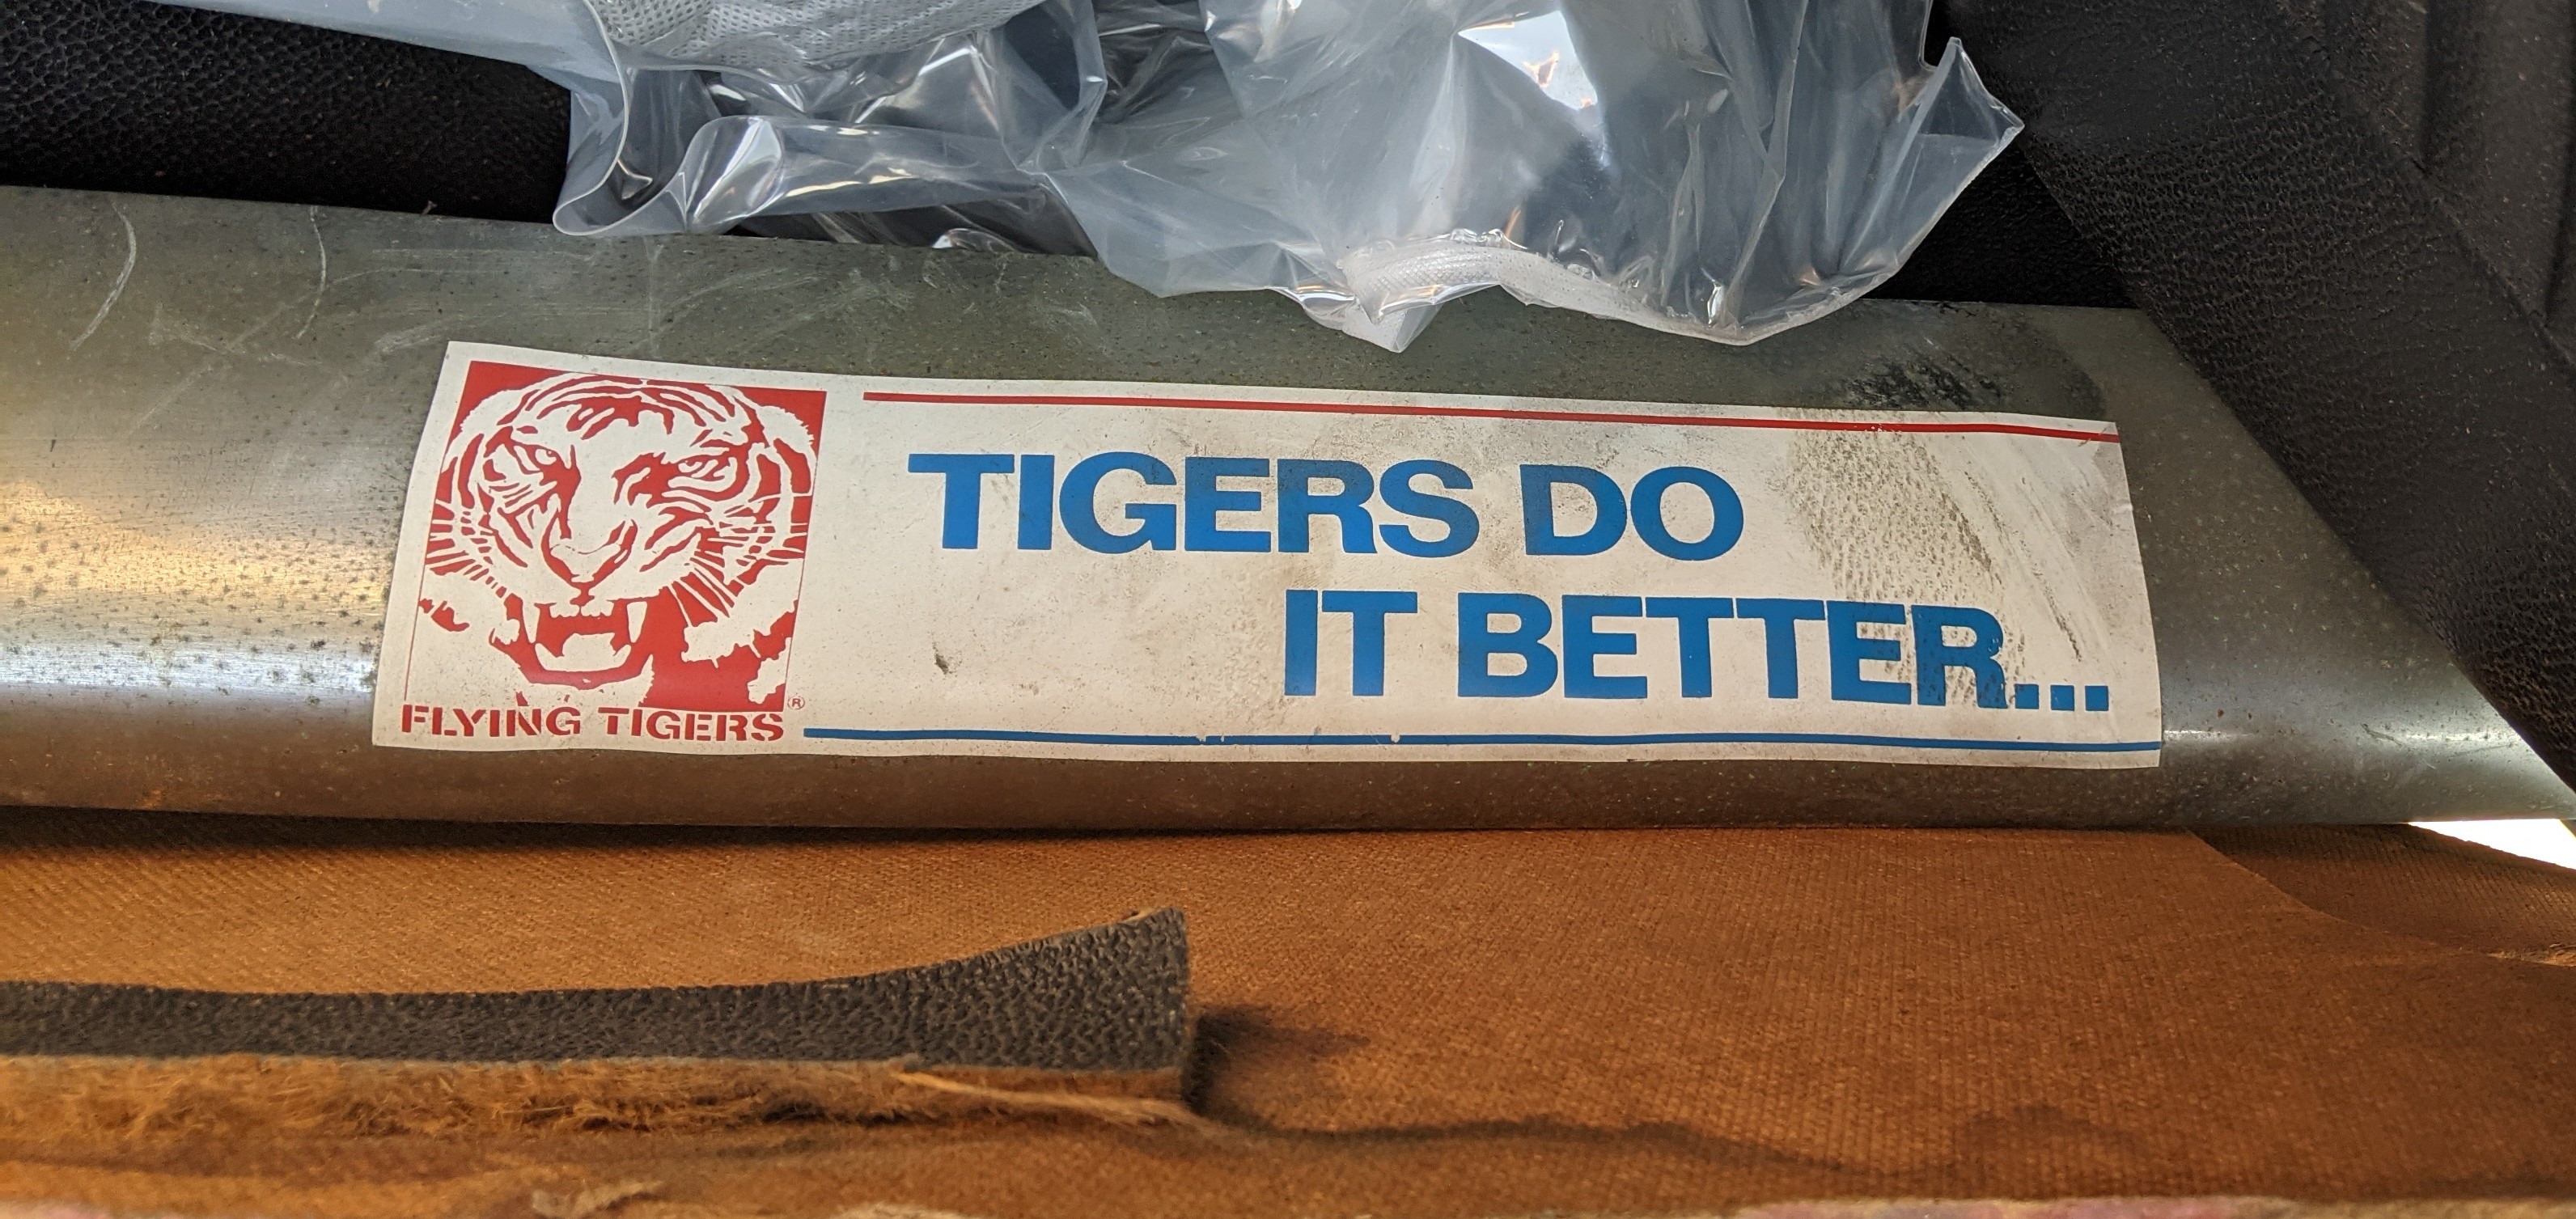 TIGERS DO
IT BETTER...
FLYING TIGERS®